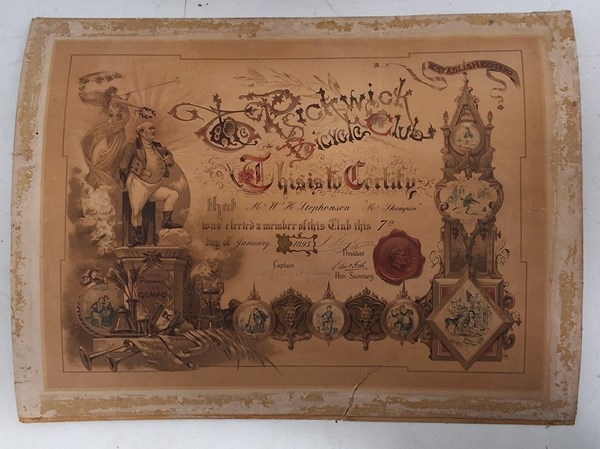 ESTABLISHED 1870
The Pickwick
Bicycle Club
This is to Certify
that Mr W. H. Stephenson
was elected a member of this Club this 7th
day of January 1893
President
Captain
Hon. Secretary